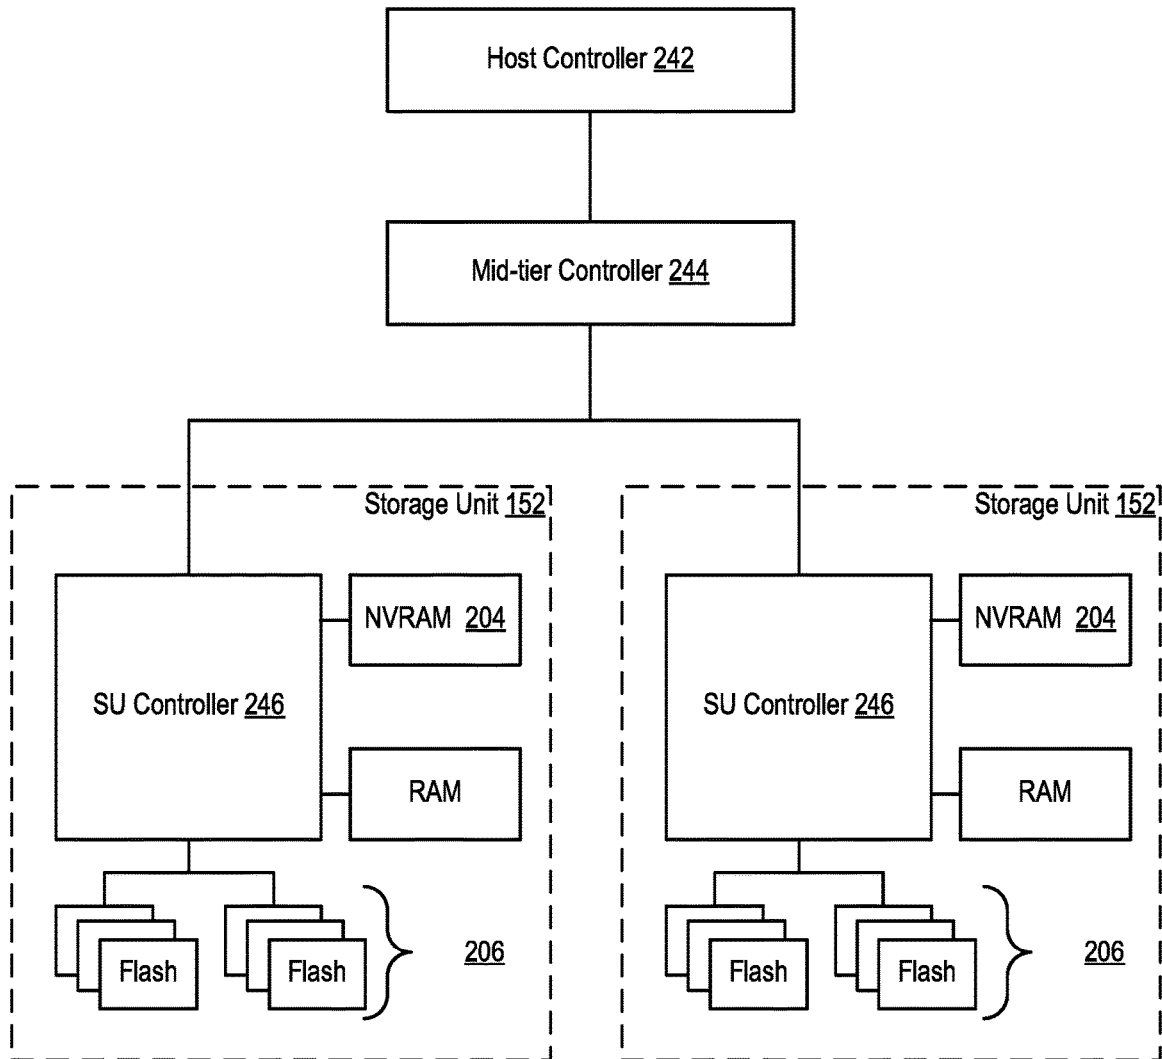 Host Controller 242
Mid-tier Controller 244
Storage Unit 152
SU Controller 246
NVRAM 204
RAM
Flash
Flash
206
Storage Unit 152
SU Controller 246
NVRAM 204
RAM
Flash
Flash
206